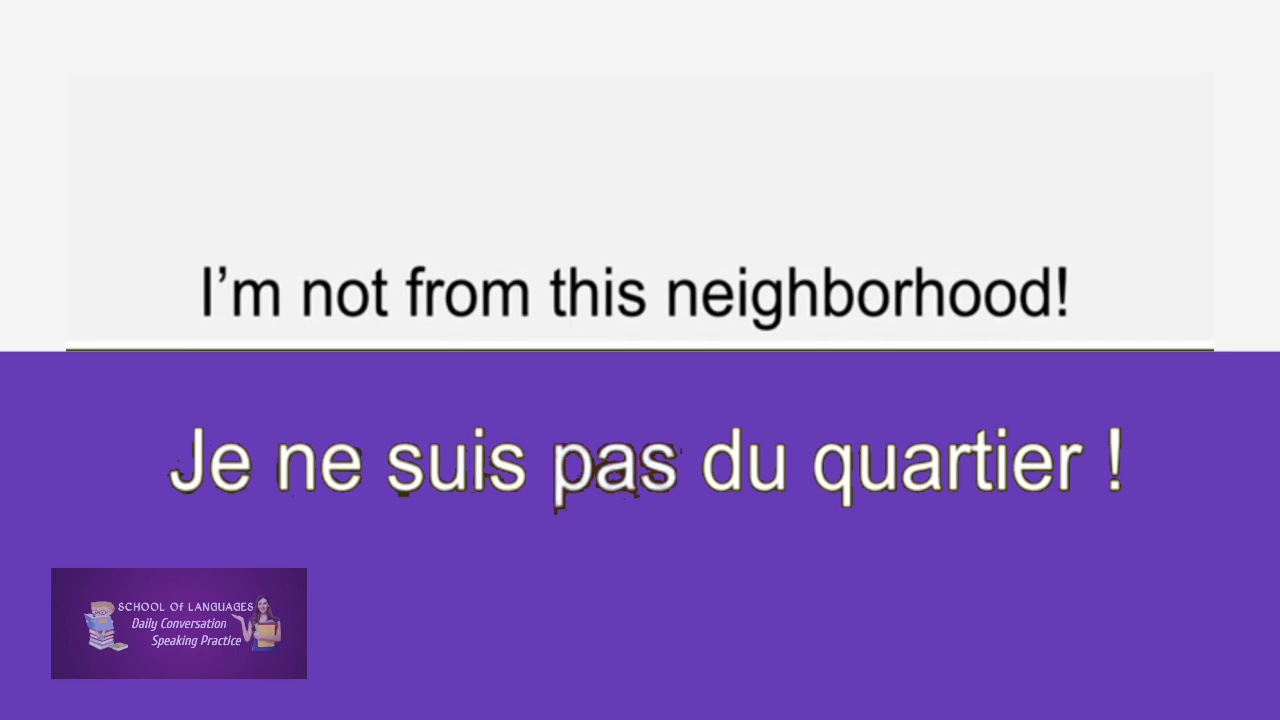 I’m not from this neighborhood!
Je ne suis pas du quartier !
SCHOOL Of LANGUAGES
Daily Conversation
Speaking Practice